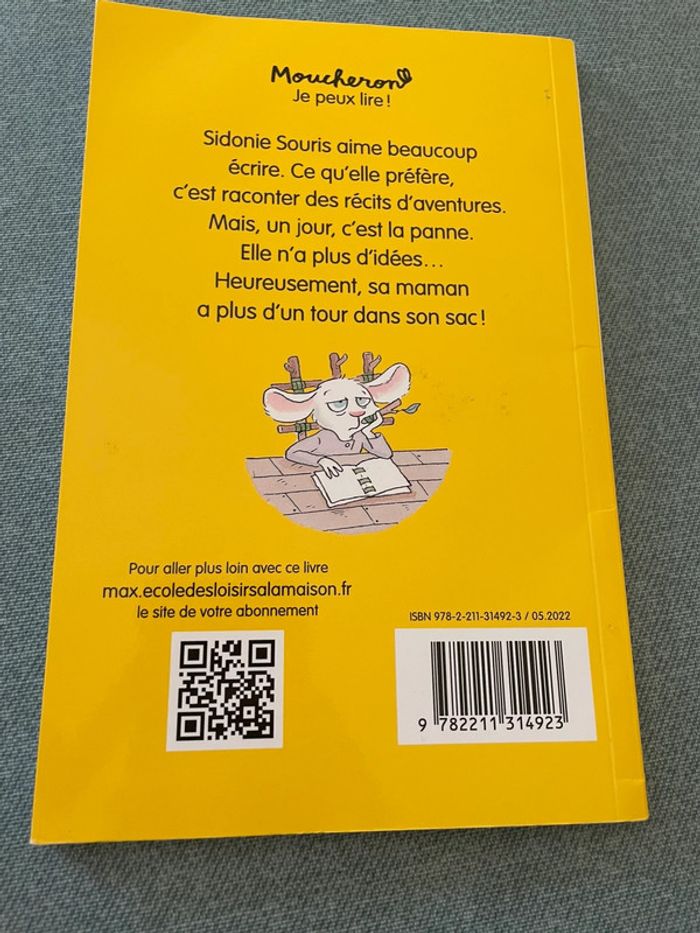 Moucheron
Je peux lire !
Sidonie Souris aime beaucoup
écrire. Ce qu'elle préfère,
c'est raconter des récits d'aventures.
Mais, un jour, c'est la panne.
Elle n'a plus d'idées...
Heureusement, sa maman
a plus d'un tour dans son sac !
Pour aller plus loin avec ce livre
max.ecoledesloisirsalamaison.fr
le site de votre abonnement
ISBN 978-2-211-31492-3 / 05.2022
9 782211 314923